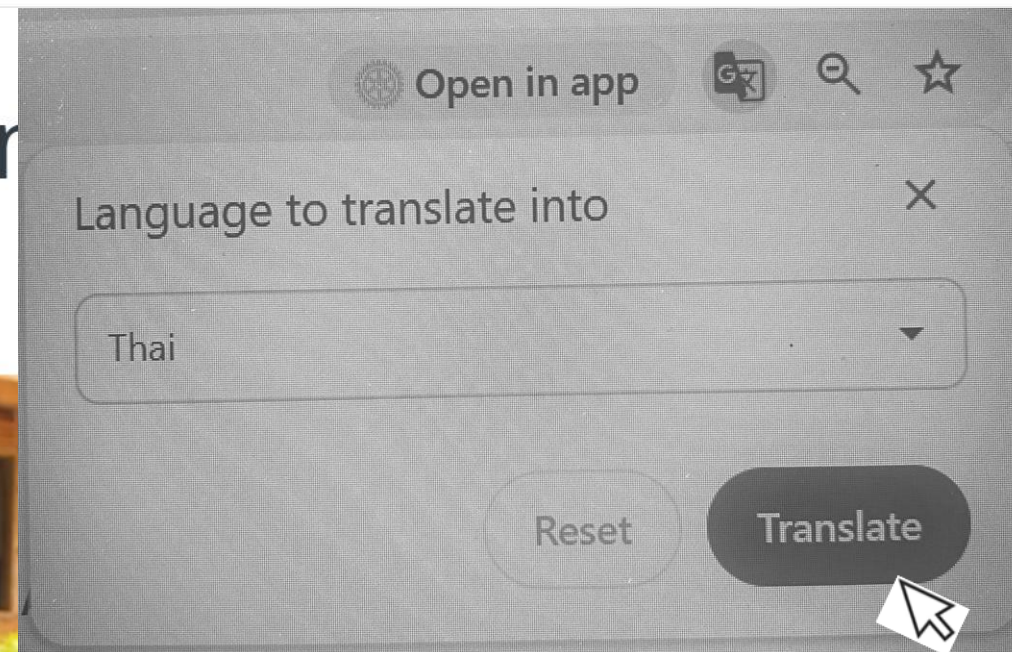 Open in app
Language to translate into
Thai
Reset
Translate